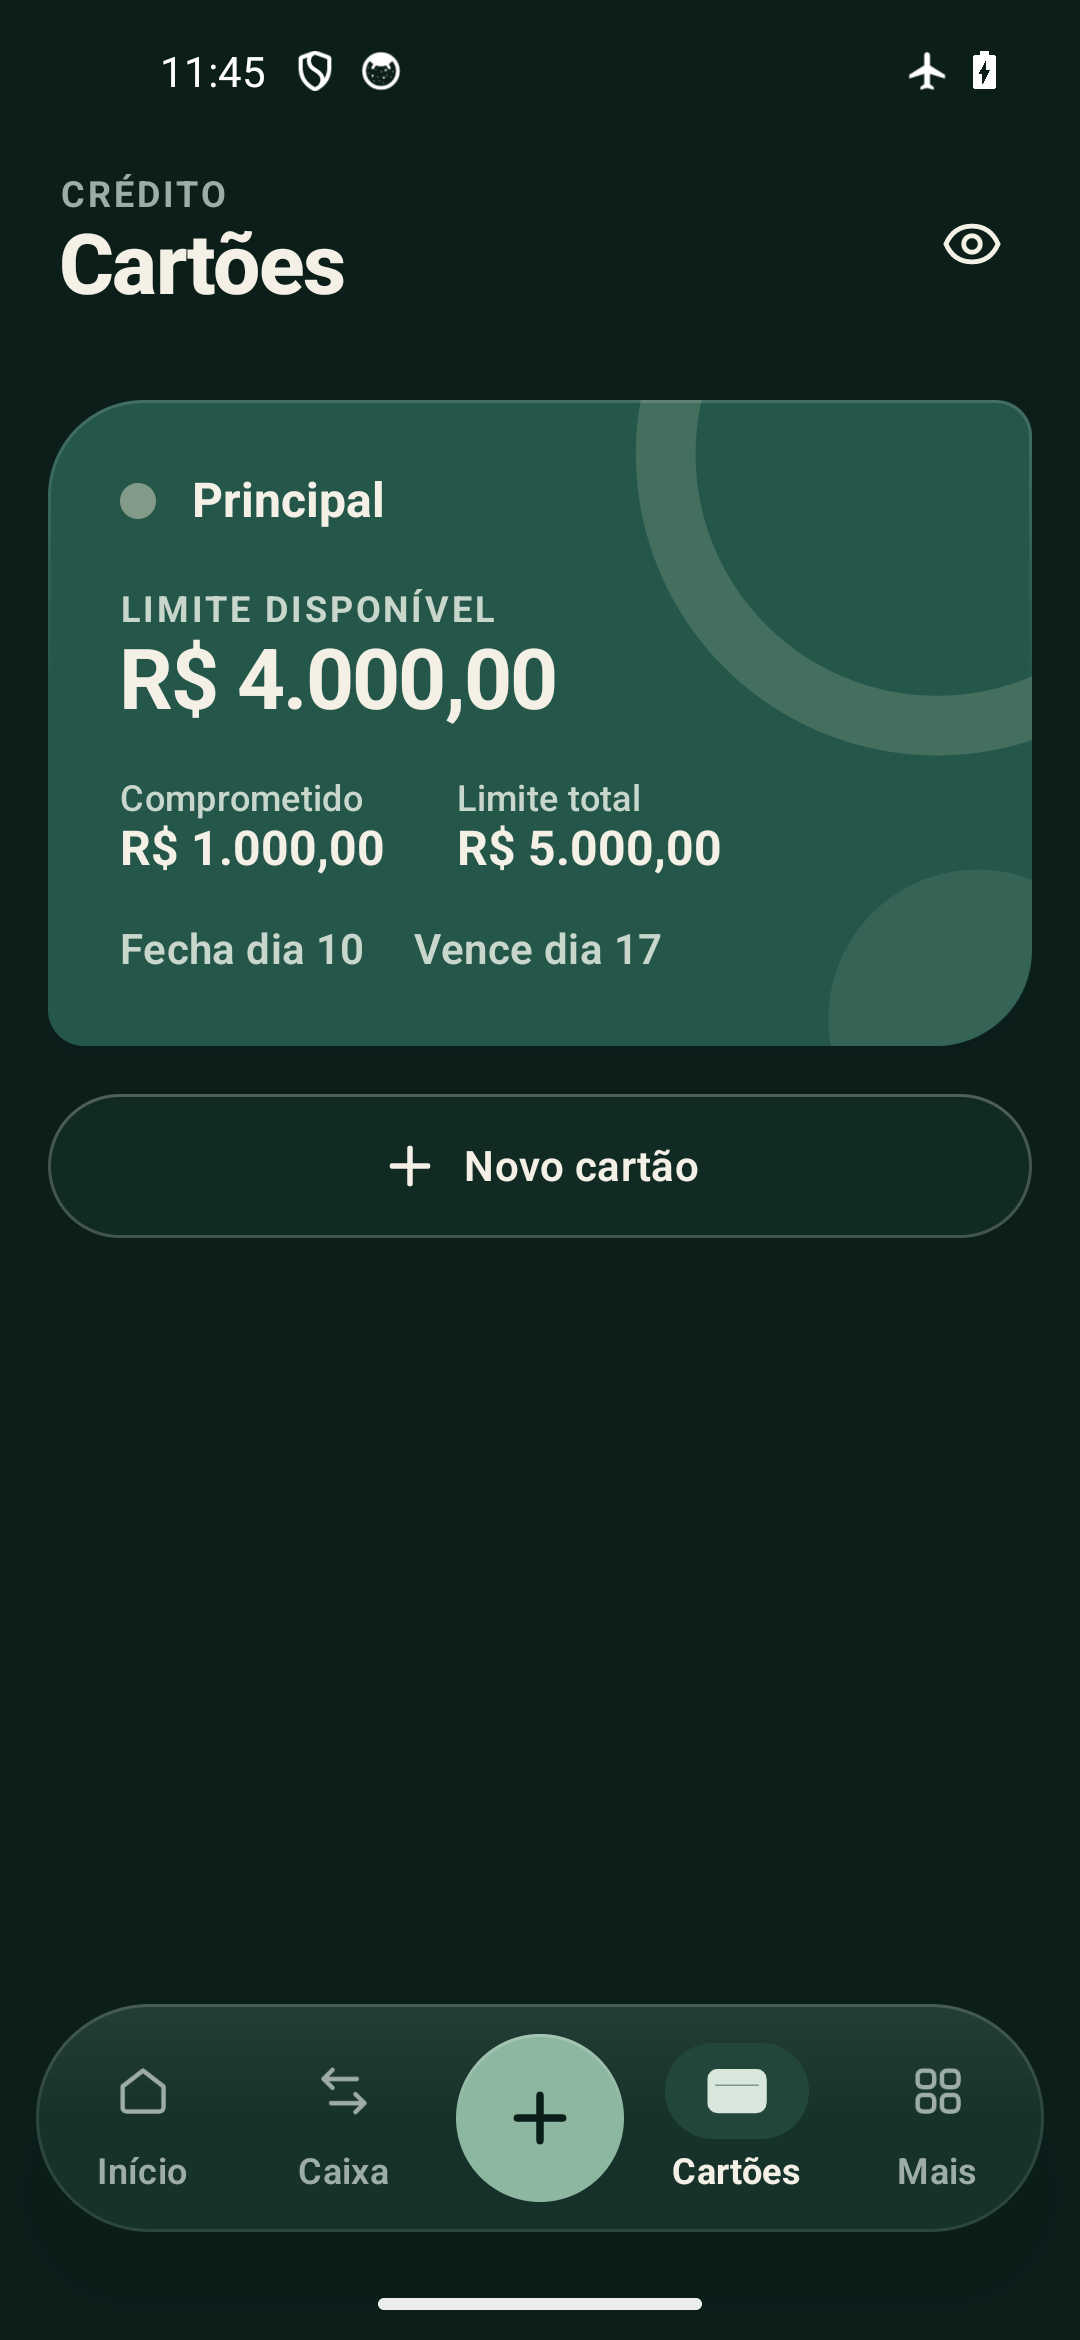 11:45
CRÉDITO
Cartões
Principal
LIMITE DISPONÍVEL
R$ 4.000,00
Comprometido Limite total
R$ 1.000,00 R$ 5.000,00
Fecha dia 10 Vence dia 17
Novo cartão
Início Caixa Cartões Mais